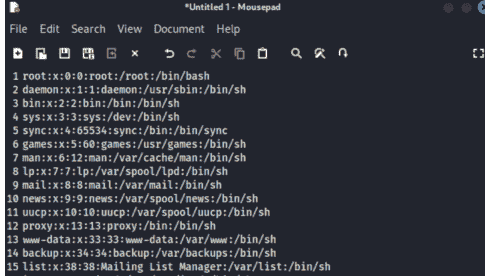 *Untitled 1 - Mousepad
File Edit Search View Document Help
1 root:x:0:0:root:/root:/bin/bash
2 daemon:x:1:1:daemon:/usr/sbin:/bin/sh
3 bin:x:2:2:bin:/bin:/bin/sh
4 sys:x:3:3:sys:/dev:/bin/sh
5 sync:x:4:65534:sync:/bin:/bin/sync
6 games:x:5:60:games:/usr/games:/bin/sh
7 man:x:6:12:man:/var/cache/man:/bin/sh
8 lp:x:7:7:lp:/var/spool/lpd:/bin/sh
9 mail:x:8:8:mail:/var/mail:/bin/sh
10 news:x:9:9:news:/var/spool/news:/bin/sh
11 uucp:x:10:10:uucp:/var/spool/uucp:/bin/sh
12 proxy:x:13:13:proxy:/bin:/bin/sh
13 www-data:x:33:33:www-data:/var/www:/bin/sh
14 backup:x:34:34:backup:/var/backups:/bin/sh
15 list:x:38:38:Mailing List Manager:/var/list:/bin/sh